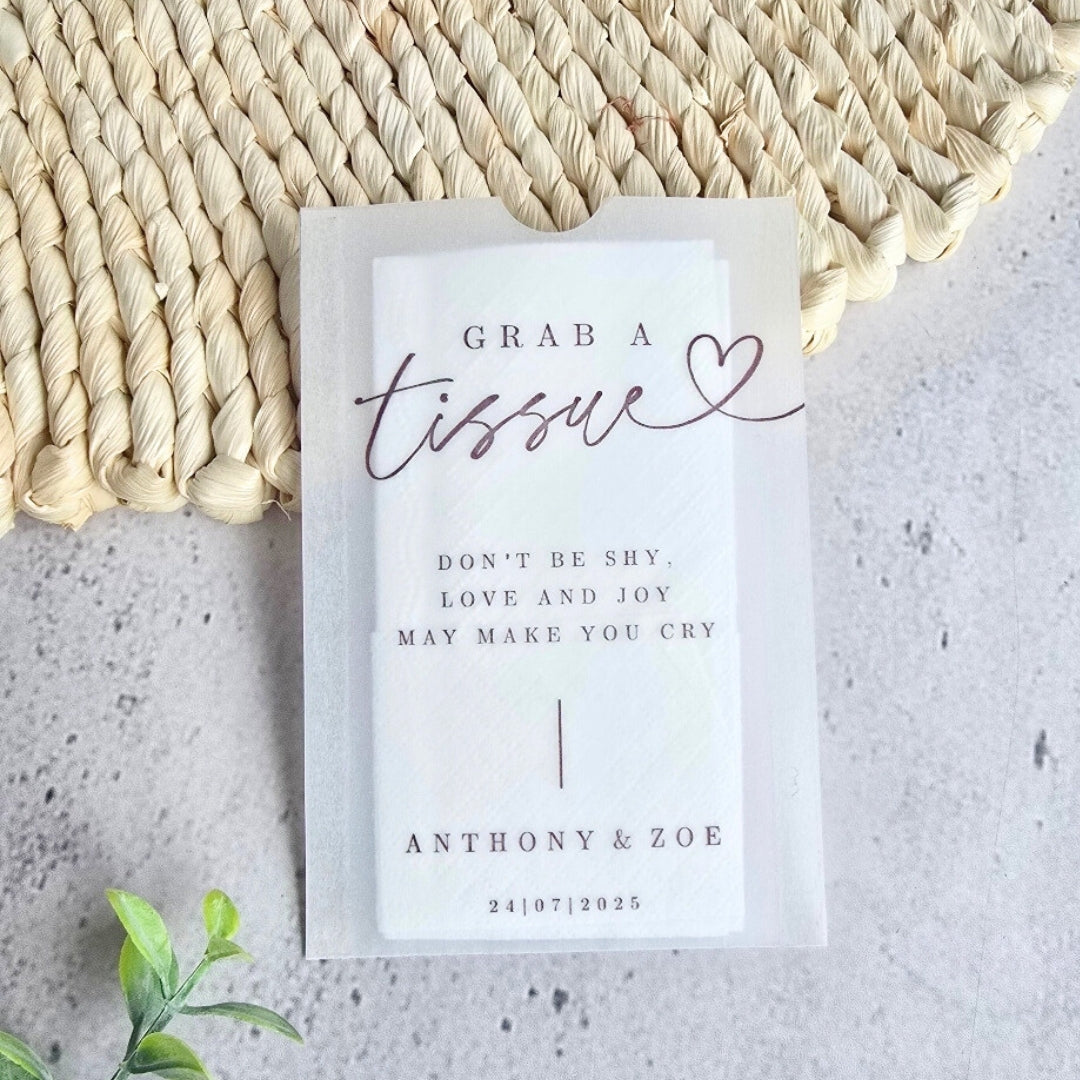 GRAB A
tissue
DON'T BE SHY,
LOVE AND JOY
MAY MAKE YOU CRY
ANTHONY & ZOE
24|07|2025